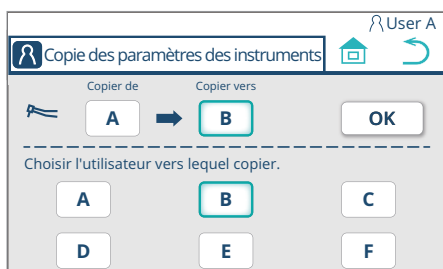 User A
Copie des paramètres des instruments
Copier de Copier vers
A B OK
Choisir l'utilisateur vers lequel copier.
A B C
D E F